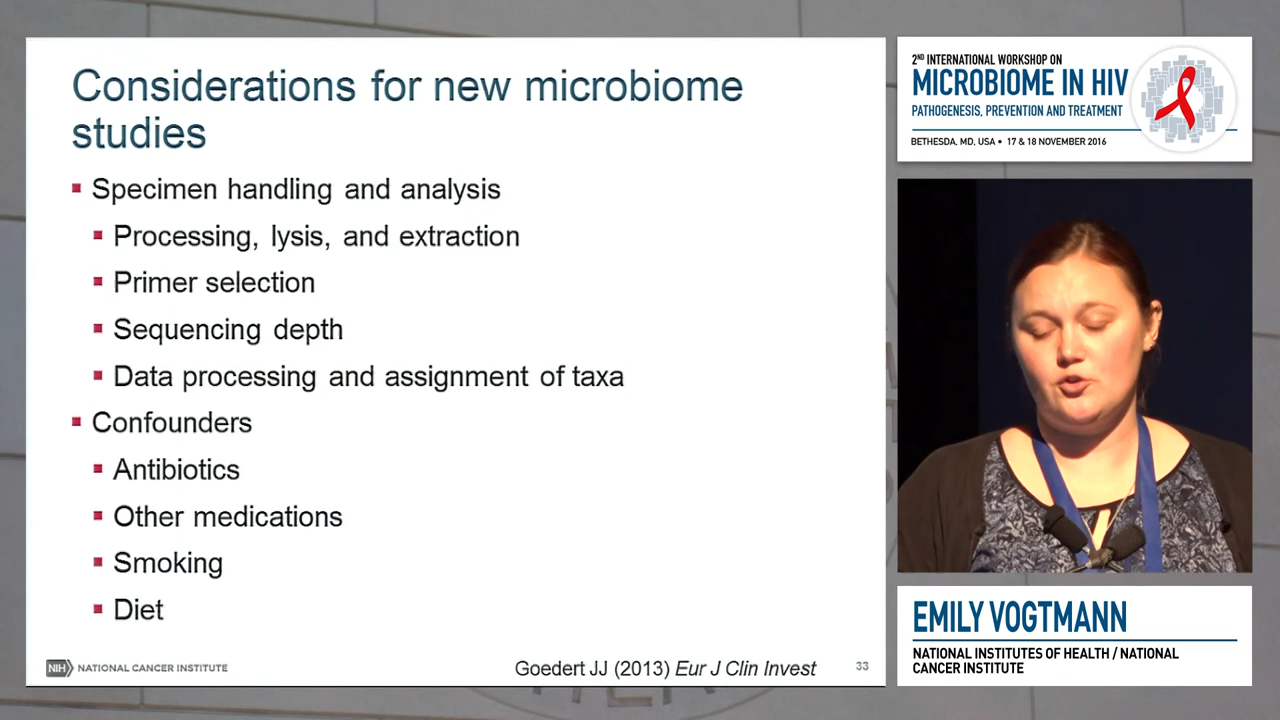 Considerations for new microbiome
studies
Specimen handling and analysis
Processing, lysis, and extraction
Primer selection
Sequencing depth
Data processing and assignment of taxa
Confounders
Antibiotics
Other medications
Smoking
Diet
NIH NATIONAL CANCER INSTITUTE
Goedert JJ (2013) Eur J Clin Invest
33
2ND INTERNATIONAL WORKSHOP ON
MICROBIOME IN HIV
PATHOGENESIS, PREVENTION AND TREATMENT
BETHESDA, MD, USA • 17 & 18 NOVEMBER 2016
EMILY VOGTMANN
NATIONAL INSTITUTES OF HEALTH / NATIONAL
CANCER INSTITUTE